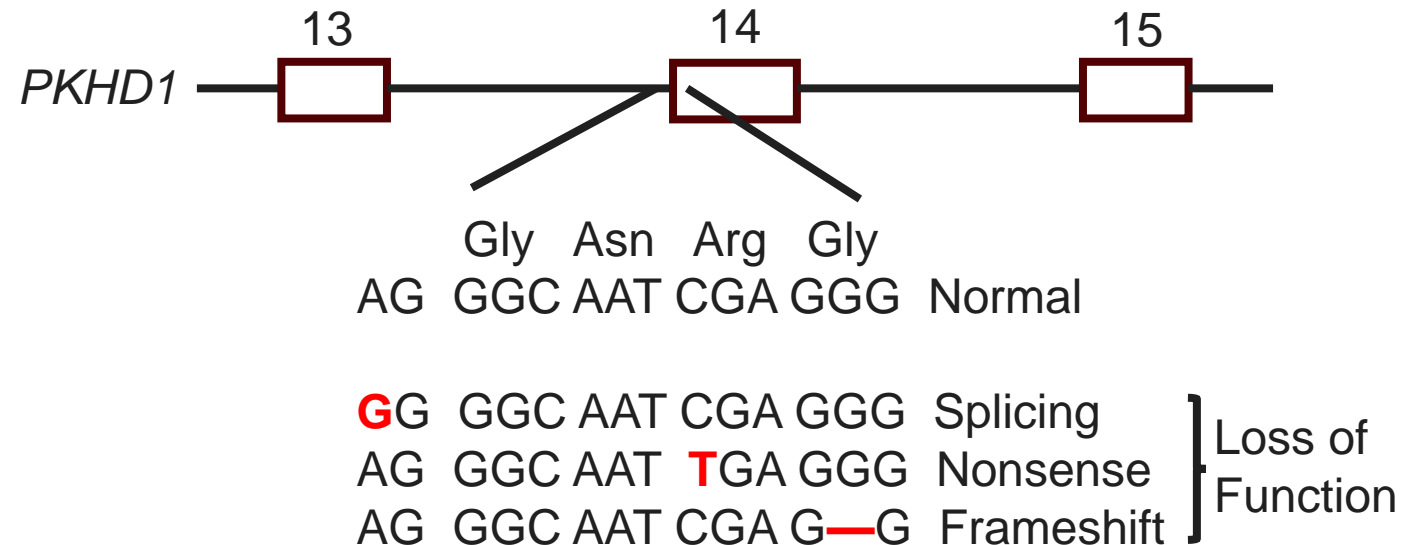 13 14 15
PKHD1
Gly Asn Arg Gly
AG GGC AAT CGA GGG Normal
GG GGC AAT CGA GGG Splicing
AG GGC AAT TGA GGG Nonsense
AG GGC AAT CGA G—G Frameshift
Loss of
Function